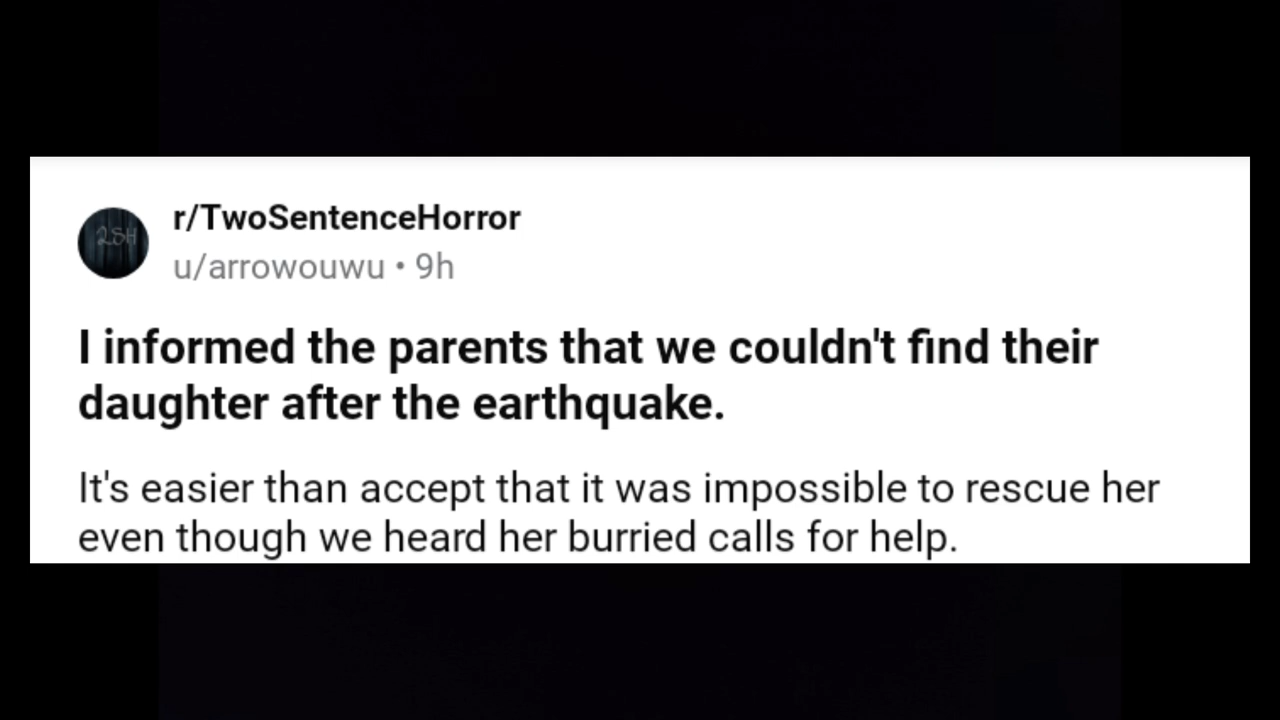 2SH
r/TwoSentenceHorror
u/arrowouwu • 9h
I informed the parents that we couldn't find their
daughter after the earthquake.
It's easier than accept that it was impossible to rescue her
even though we heard her burried calls for help.